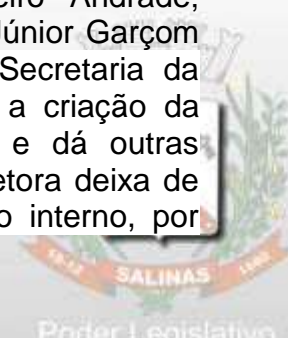 eiro Andrade,
Júnior Garçom
Secretaria da
a criação da
e dá outras
etora deixa de
o interno, por
SALINAS
Poder Legislativo